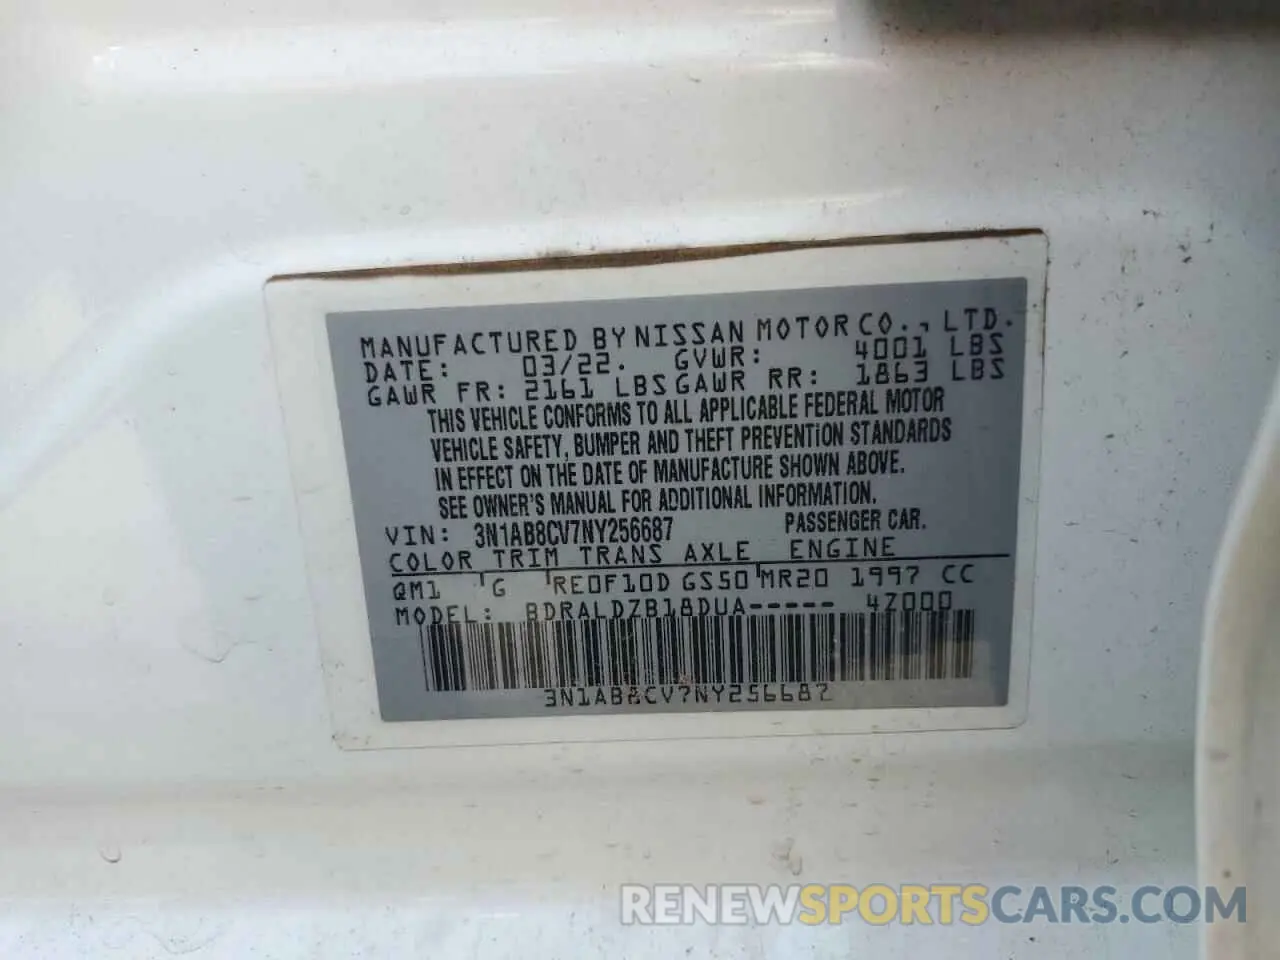 MANUFACTURED BY NISSAN MOTOR CO., LTD.
DATE: 03/22. GVWR: 4001 LBS
GAWR FR: 2161 LBS GAWR RR: 1863 LBS
THIS VEHICLE CONFORMS TO ALL APPLICABLE FEDERAL MOTOR
VEHICLE SAFETY, BUMPER AND THEFT PREVENTION STANDARDS
IN EFFECT ON THE DATE OF MANUFACTURE SHOWN ABOVE.
SEE OWNER'S MANUAL FOR ADDITIONAL INFORMATION.
VIN: 3N1AB8CV7NY256687 PASSENGER CAR.
COLOR TRIM TRANS AXLE ENGINE
QM1 G RE0F10D GS50 MR20 1997 CC
MODEL: BDRALDZB18DUA----- 4Z000
3N1AB8CV7NY256687
RENEWSPORTSCARS.COM